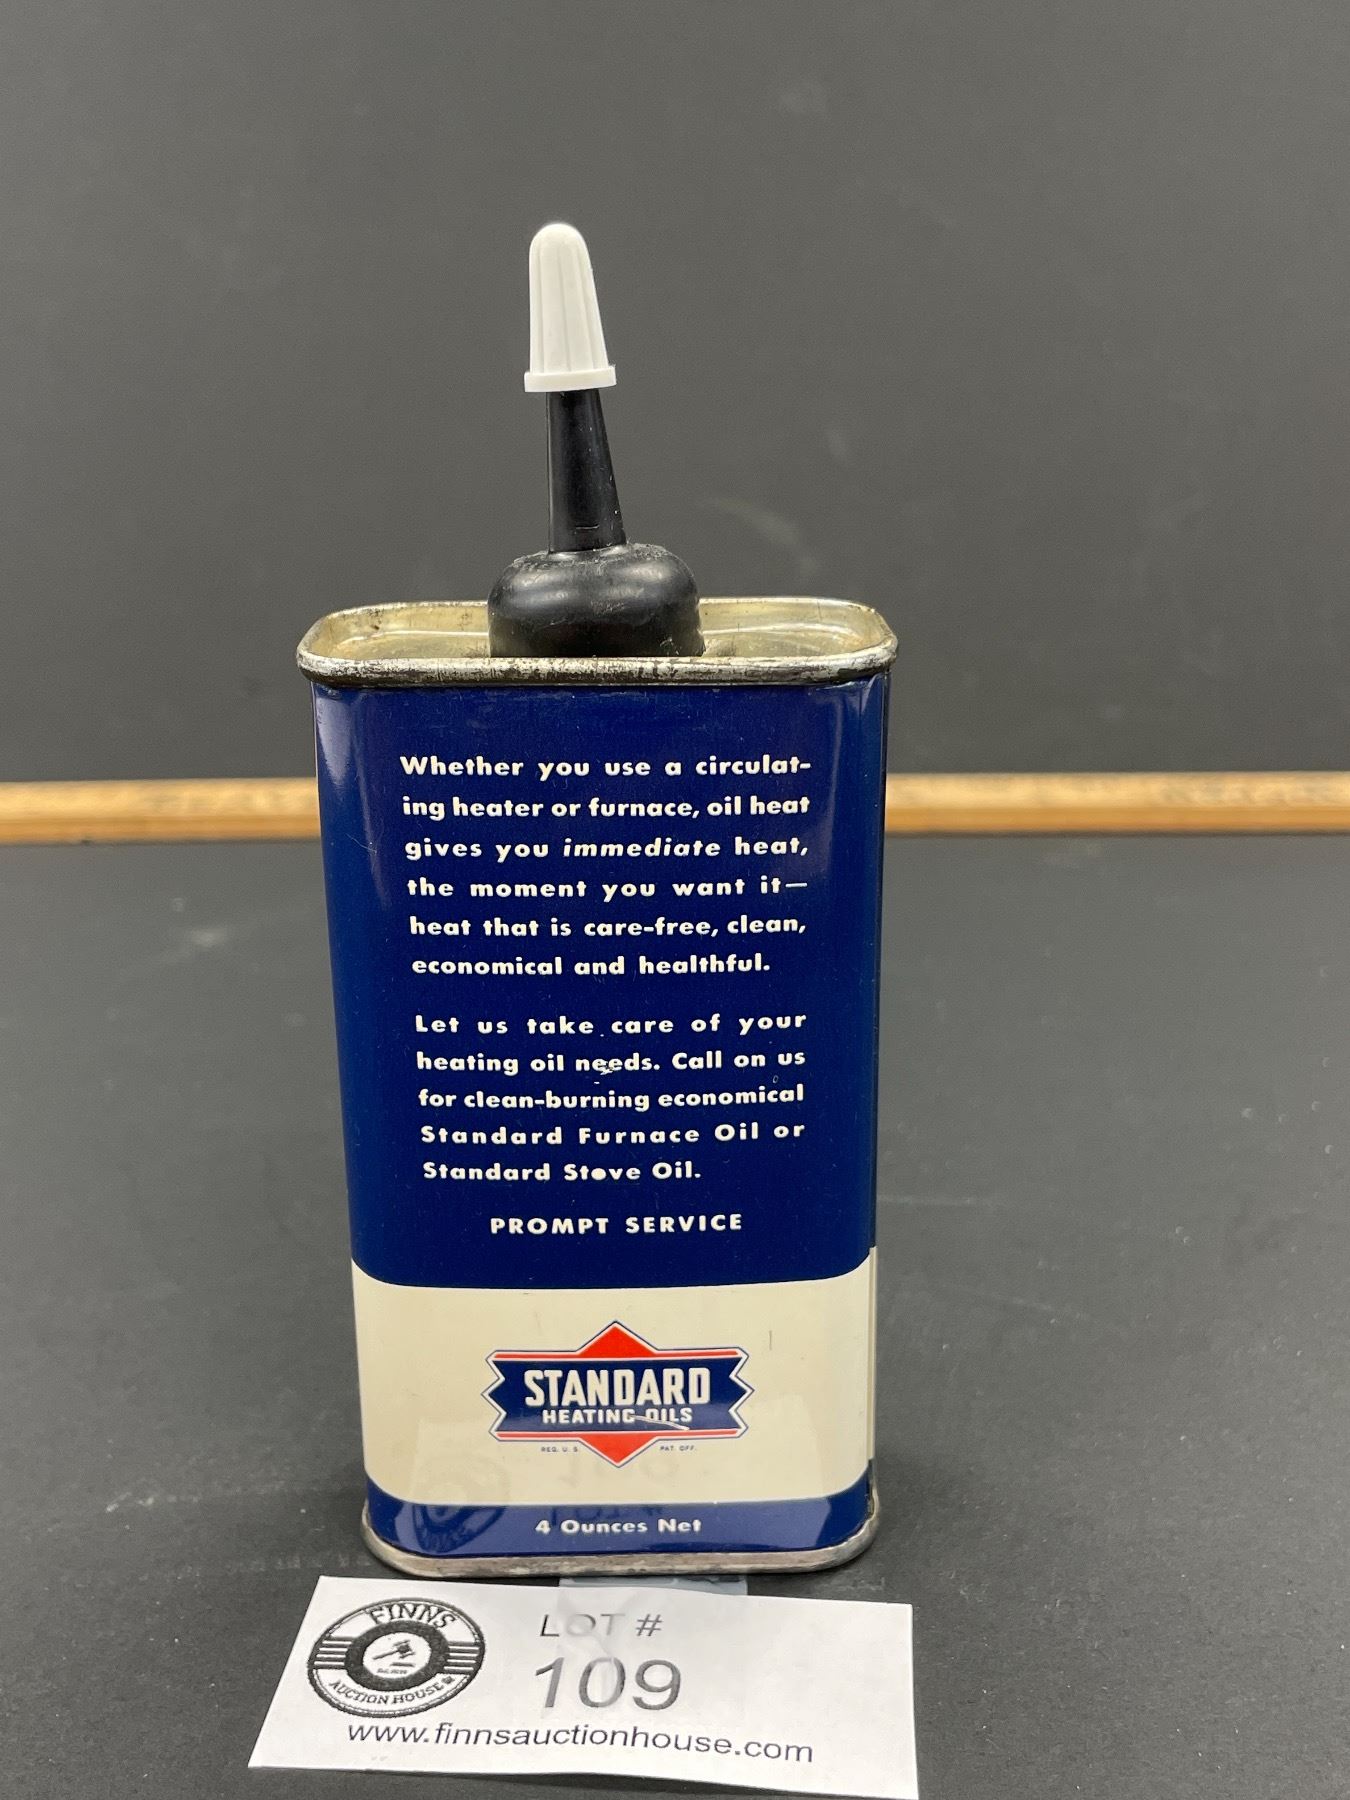 Whether you use a circulat-
ing heater or furnace, oil heat
gives you immediate heat,
the moment you want it—
heat that is care-free, clean,
economical and healthful.
Let us take care of your
heating oil needs. Call on us
for clean-burning economical
Standard Furnace Oil or
Standard Stove Oil.
PROMPT SERVICE
STANDARD
HEATING OILS
REG. U. S. PAT. OFF.
4 Ounces Net
FINNS
AUCTION HOUSE
LOT #
109
www.finnsauctionhouse.com